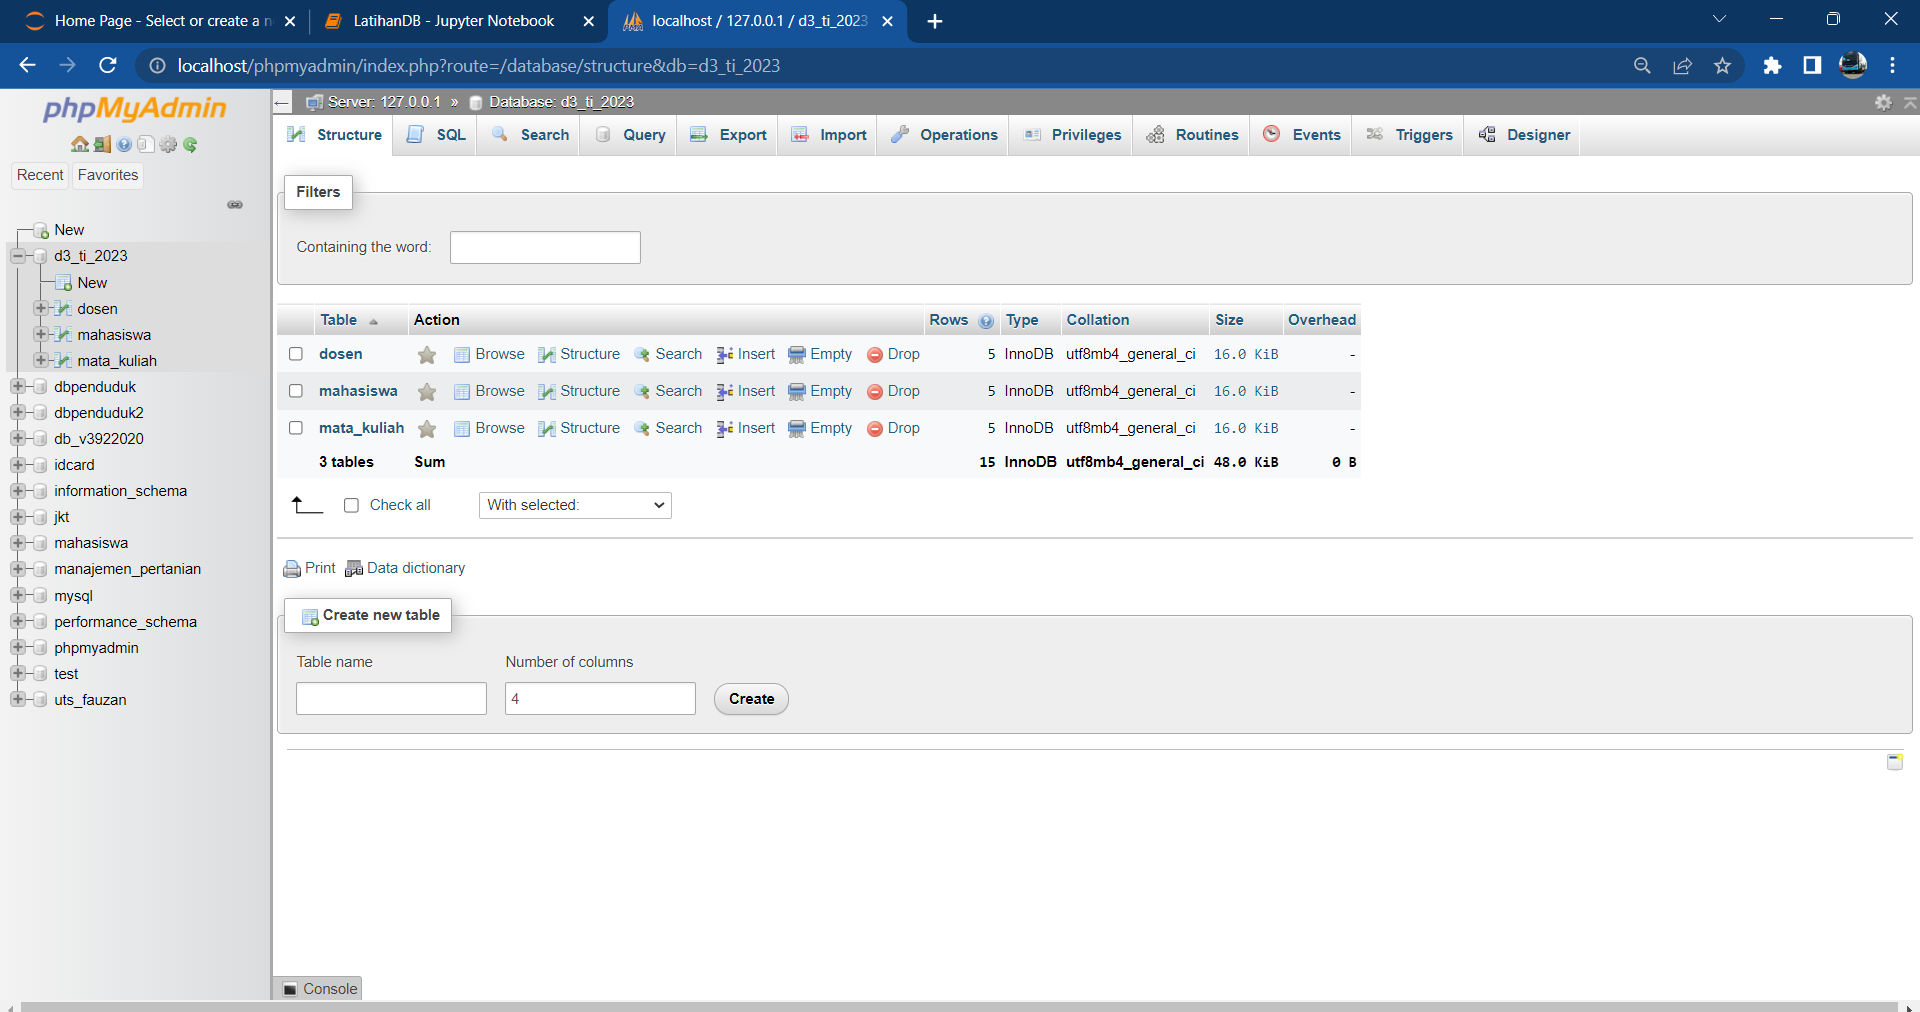 Home Page - Select or create a n
LatihanDB - Jupyter Notebook
localhost / 127.0.0.1 / d3_ti_2023
localhost/phpmyadmin/index.php?route=/database/structure&db=d3_ti_2023
phpMyAdmin
Recent Favorites
New
d3_ti_2023
New
dosen
mahasiswa
mata_kuliah
dbpenduduk
dbpenduduk2
db_v3922020
idcard
information_schema
jkt
mahasiswa
manajemen_pertanian
mysql
performance_schema
phpmyadmin
test
uts_fauzan
Server: 127.0.0.1 » Database: d3_ti_2023
Structure SQL Search Query Export Import Operations Privileges Routines Events Triggers Designer
Filters
Containing the word:
Table Action Rows Type Collation Size Overhead
dosen Browse Structure Search Insert Empty Drop 5 InnoDB utf8mb4_general_ci 16.0 KiB -
mahasiswa Browse Structure Search Insert Empty Drop 5 InnoDB utf8mb4_general_ci 16.0 KiB -
mata_kuliah Browse Structure Search Insert Empty Drop 5 InnoDB utf8mb4_general_ci 16.0 KiB -
3 tables Sum 15 InnoDB utf8mb4_general_ci 48.0 KiB 0 B
Check all With selected:
Print Data dictionary
Create new table
Table name Number of columns
4 Create
Console